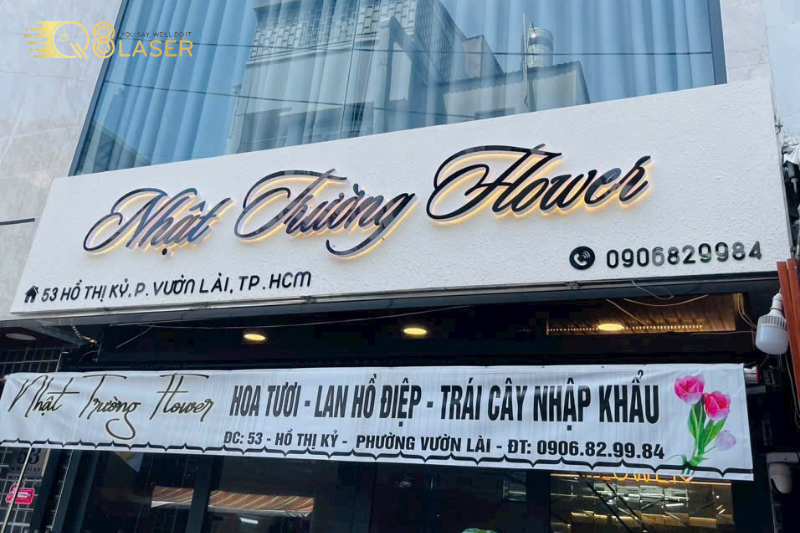 Q8 LASER
YOU SAY, WE'LL DO IT
Nhật Trường Flower
0906829984
53 HỒ THỊ KỶ, P. VƯỜN LÀI, TP. HCM
Nhật Trường Flower
HOA TƯƠI - LAN HỒ ĐIỆP - TRÁI CÂY NHẬP KHẨU
ĐC: 53 - HỒ THỊ KỶ - PHƯỜNG VƯỜN LÀI - ĐT: 0906.82.99.84
53